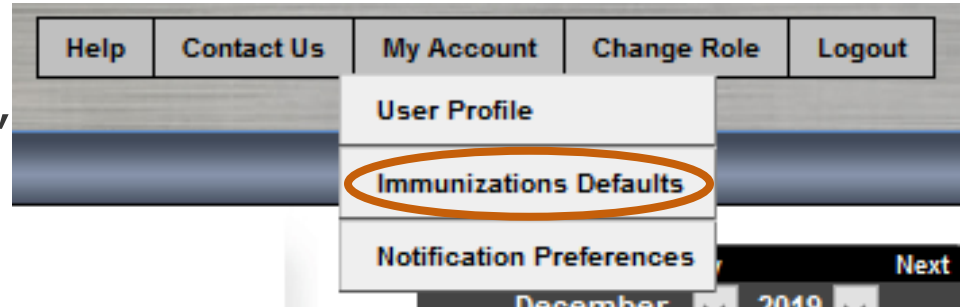 Help Contact Us My Account Change Role Logout
User Profile
Immunizations Defaults
Notification Preferences
Next
December 2019